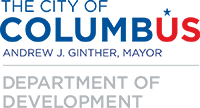 THE CITY OF
COLUMBUS
ANDREW J. GINTHER, MAYOR
DEPARTMENT OF
DEVELOPMENT